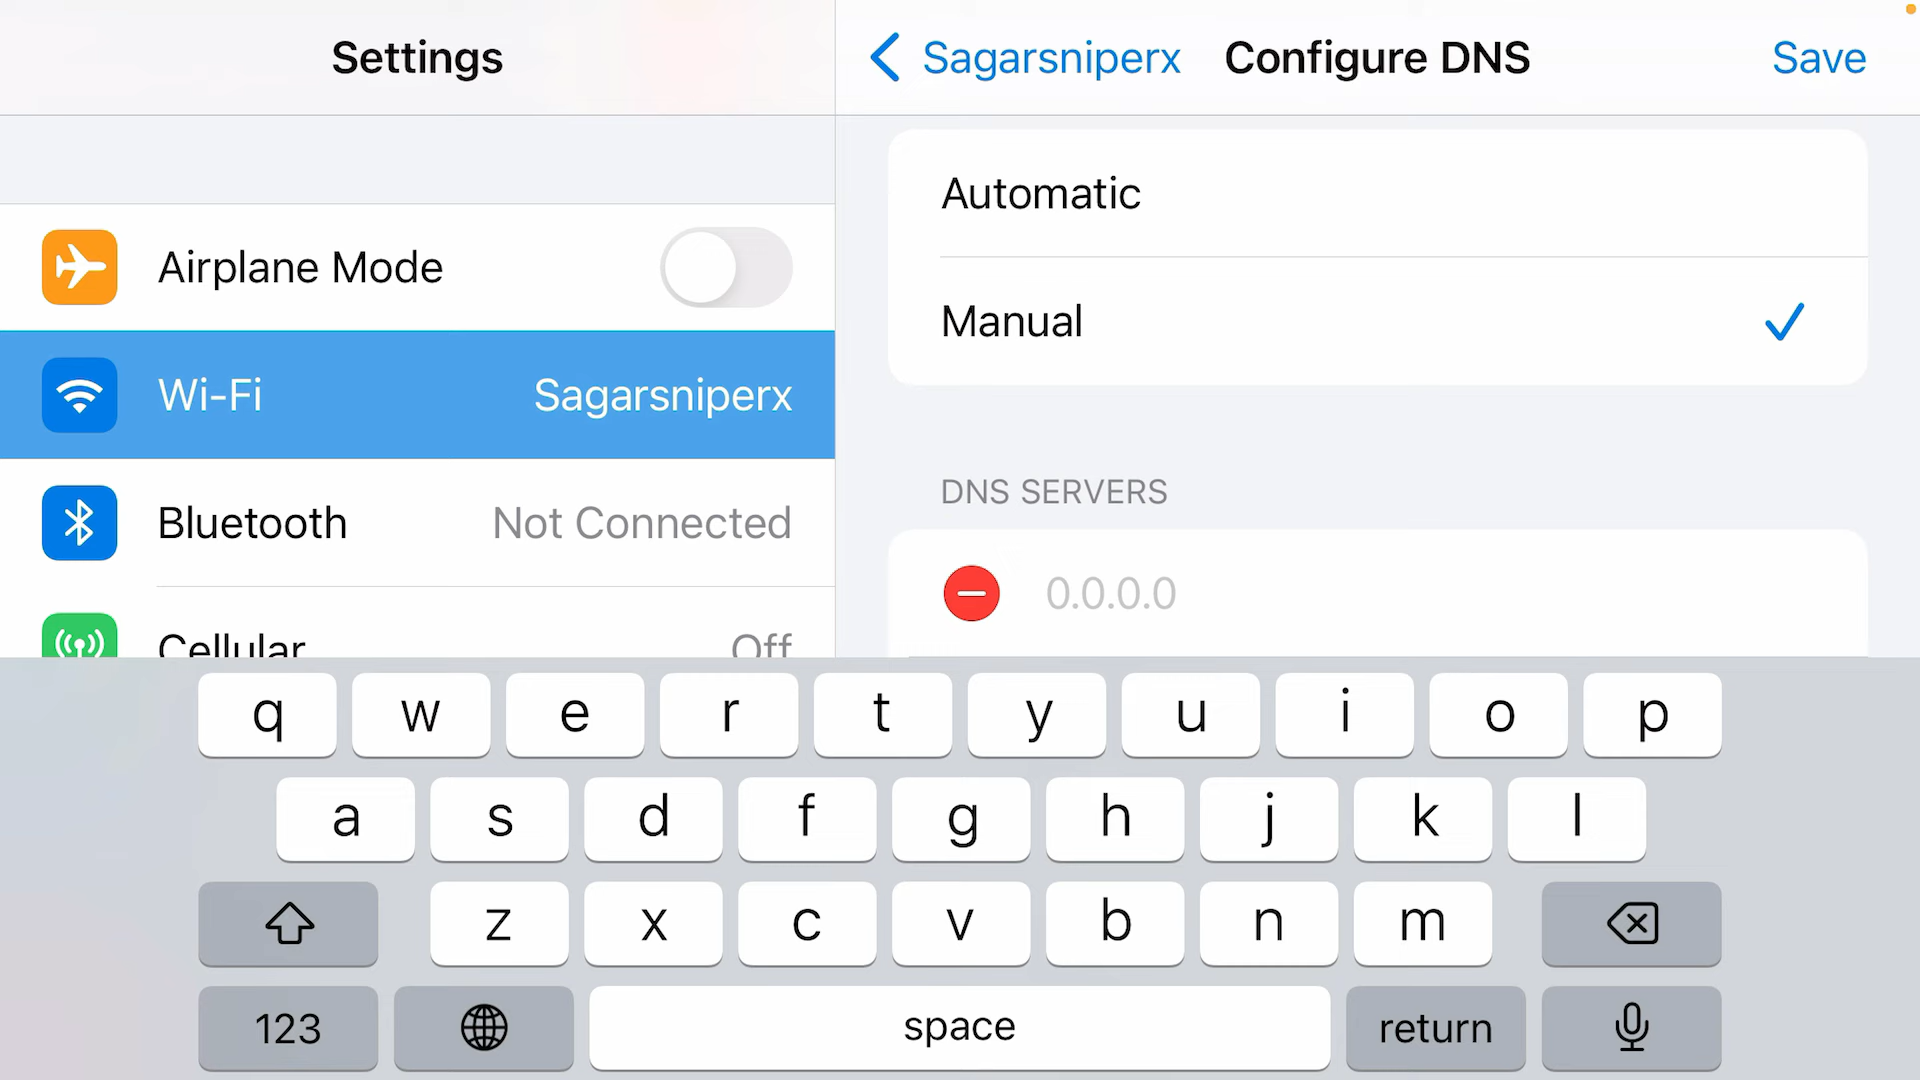 Settings
Airplane Mode
Wi-Fi Sagarsniperx
Bluetooth Not Connected
Cellular Off
Sagarsniperx Configure DNS Save
Automatic
Manual
DNS SERVERS
0.0.0.0
q w e r t y u i o p
a s d f g h j k l
z x c v b n m
123 space return